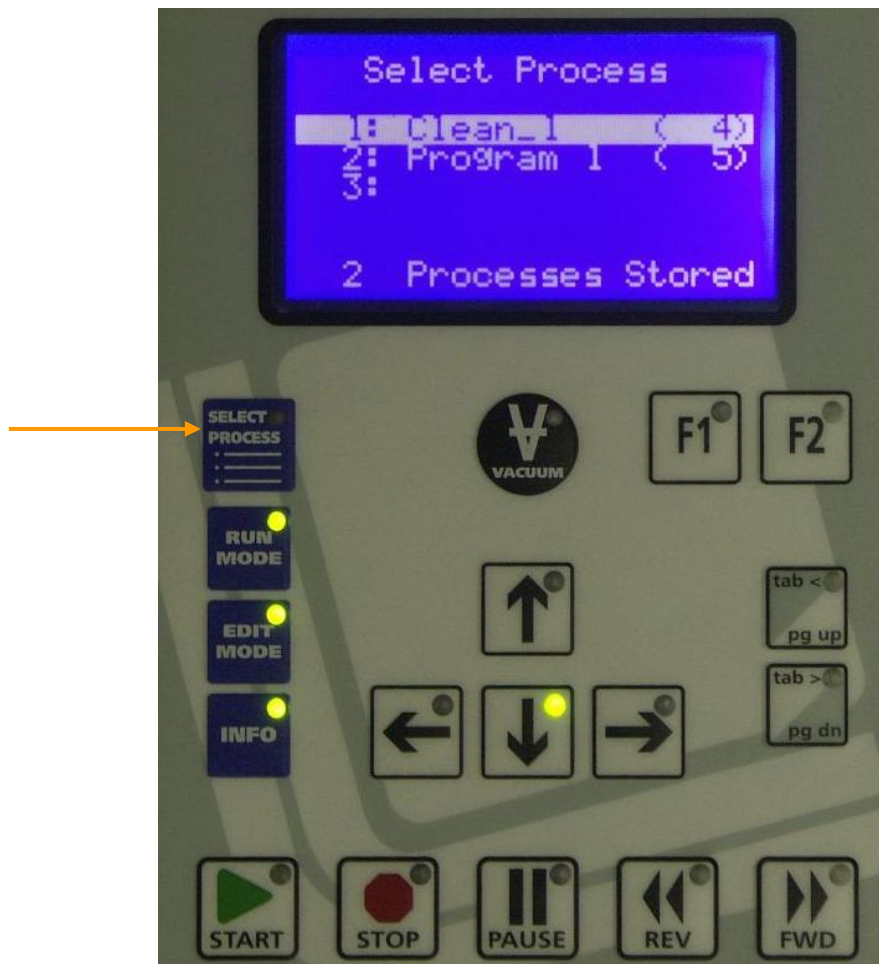 Select Process
1: Clean_1 ( 4)
2: Program 1 ( 5)
3:
2 Processes Stored
SELECT
PROCESS
VACUUM
F1
F2
RUN
MODE
EDIT
MODE
INFO
tab <
pg up
tab >
pg dn
START
STOP
PAUSE
REV
FWD